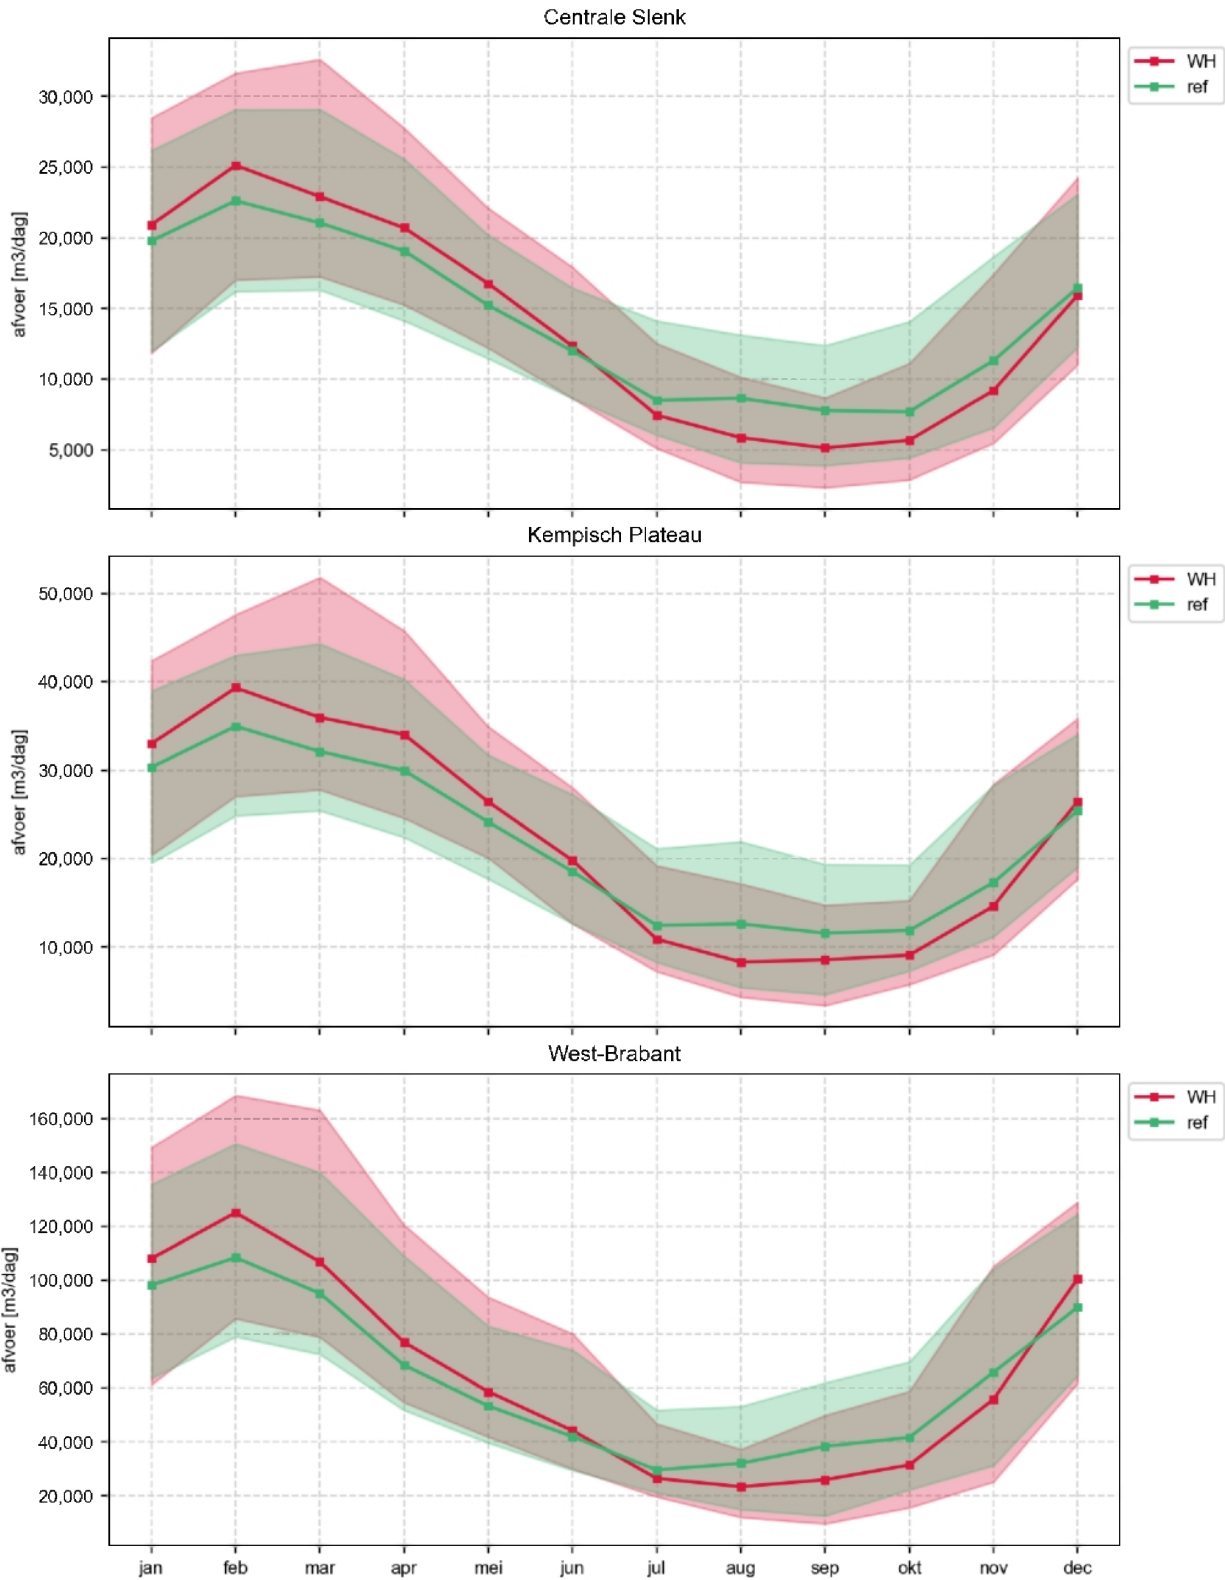 Centrale Slenk
WH
ref
30,000
25,000
20,000
15,000
10,000
5,000
afvoer [m3/dag]
Kempisch Plateau
WH
ref
50,000
40,000
30,000
20,000
10,000
afvoer [m3/dag]
West-Brabant
WH
ref
160,000
140,000
120,000
100,000
80,000
60,000
40,000
20,000
afvoer [m3/dag]
jan feb mar apr mei jun jul aug sep okt nov dec